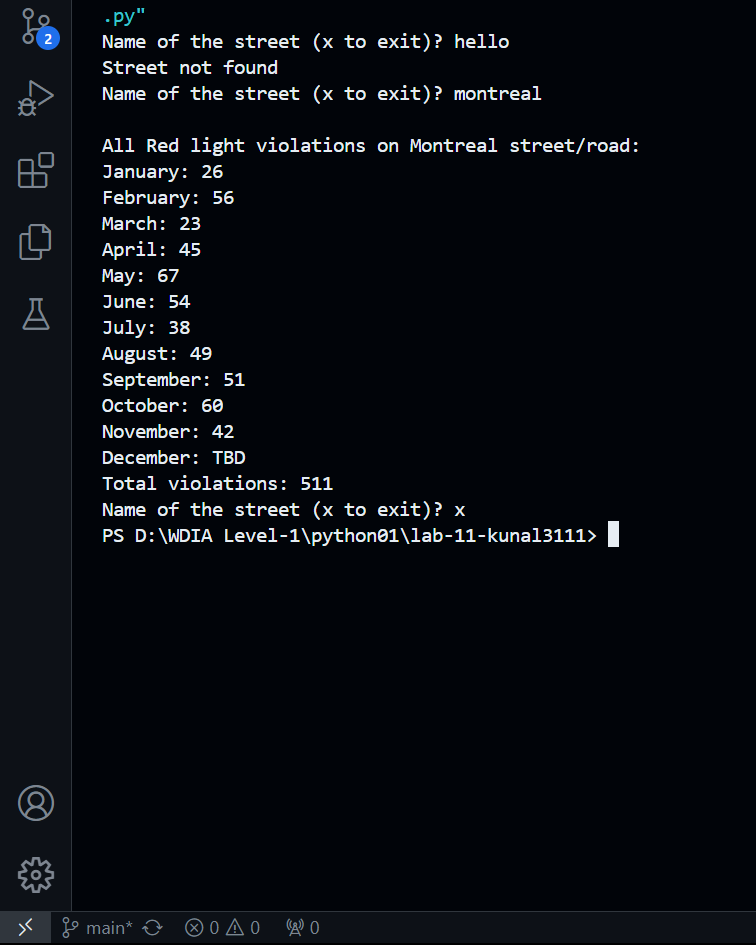 .py"
Name of the street (x to exit)? hello
Street not found
Name of the street (x to exit)? montreal
All Red light violations on Montreal street/road:
January: 26
February: 56
March: 23
April: 45
May: 67
June: 54
July: 38
August: 49
September: 51
October: 60
November: 42
December: TBD
Total violations: 511
Name of the street (x to exit)? x
PS D:\WDIA Level-1\python01\lab-11-kunal3111>
2
main* 0 0 0